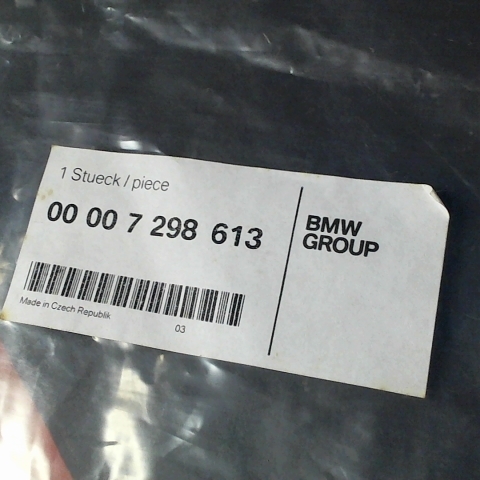 1 Stueck / piece
00 00 7 298 613
Made in Czech Republik
03
BMW
GROUP